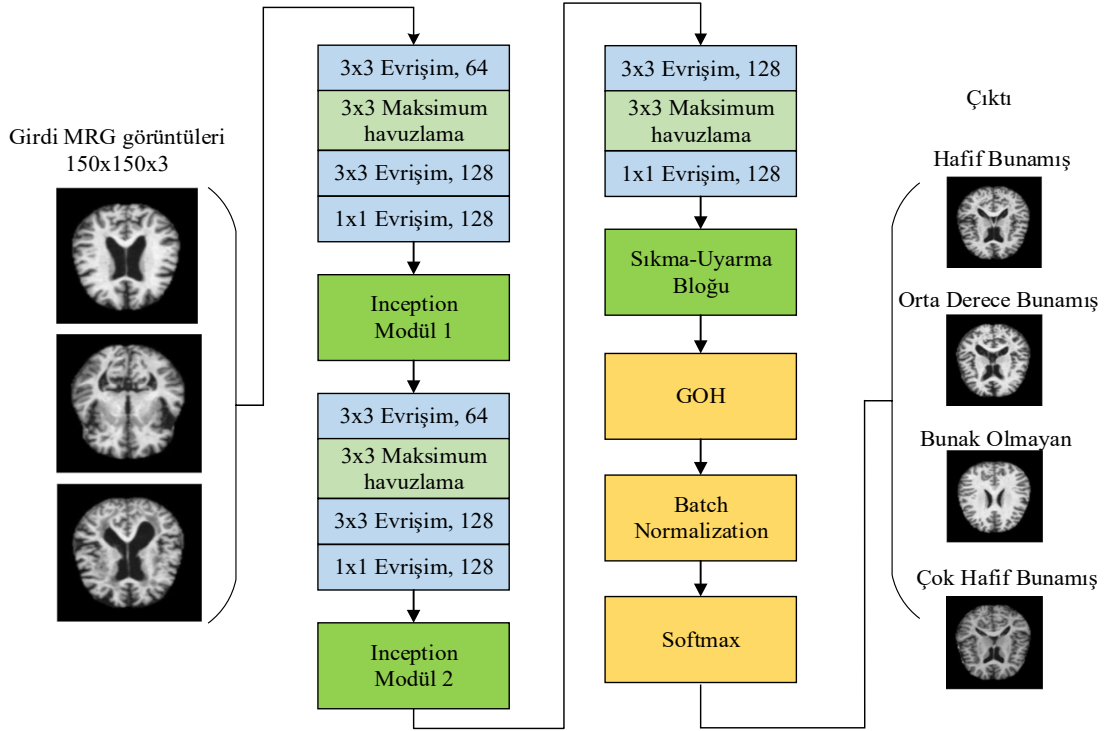 Girdi MRG görüntüleri
150x150x3
3x3 Evrişim, 64
3x3 Maksimum
havuzlama
3x3 Evrişim, 128
1x1 Evrişim, 128
Inception
Modül 1
3x3 Evrişim, 64
3x3 Maksimum
havuzlama
3x3 Evrişim, 128
1x1 Evrişim, 128
Inception
Modül 2
3x3 Evrişim, 128
3x3 Maksimum
havuzlama
1x1 Evrişim, 128
Sıkma-Uyarma
Bloğu
GOH
Batch
Normalization
Softmax
Çıktı
Hafif Bunamış
Orta Derece Bunamış
Bunak Olmayan
Çok Hafif Bunamış